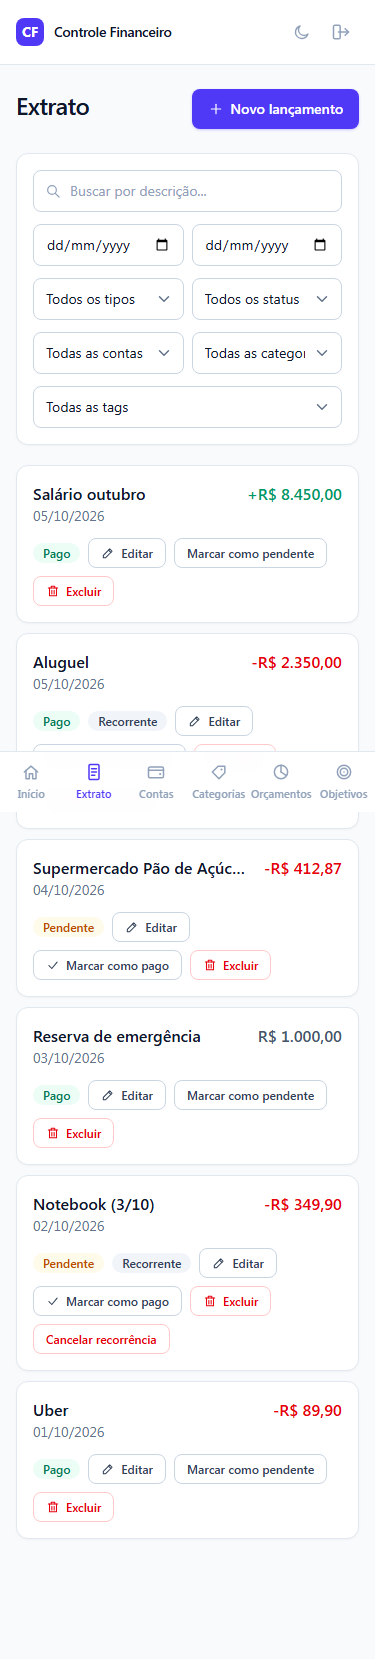 CF Controle Financeiro
Extrato
Novo lançamento
Buscar por descrição...
dd/mm/yyyy dd/mm/yyyy
Todos os tipos Todos os status
Todas as contas Todas as categor
Todas as tags
Salário outubro +R$ 8.450,00
05/10/2026
Pago Editar Marcar como pendente
Excluir
Aluguel -R$ 2.350,00
05/10/2026
Pago Recorrente Editar
Início Extrato Contas Categorias Orçamentos Objetivos
Supermercado Pão de Açúc... -R$ 412,87
04/10/2026
Pendente Editar
Marcar como pago Excluir
Reserva de emergência R$ 1.000,00
03/10/2026
Pago Editar Marcar como pendente
Excluir
Notebook (3/10) -R$ 349,90
02/10/2026
Pendente Recorrente Editar
Marcar como pago Excluir
Cancelar recorrência
Uber -R$ 89,90
01/10/2026
Pago Editar Marcar como pendente
Excluir